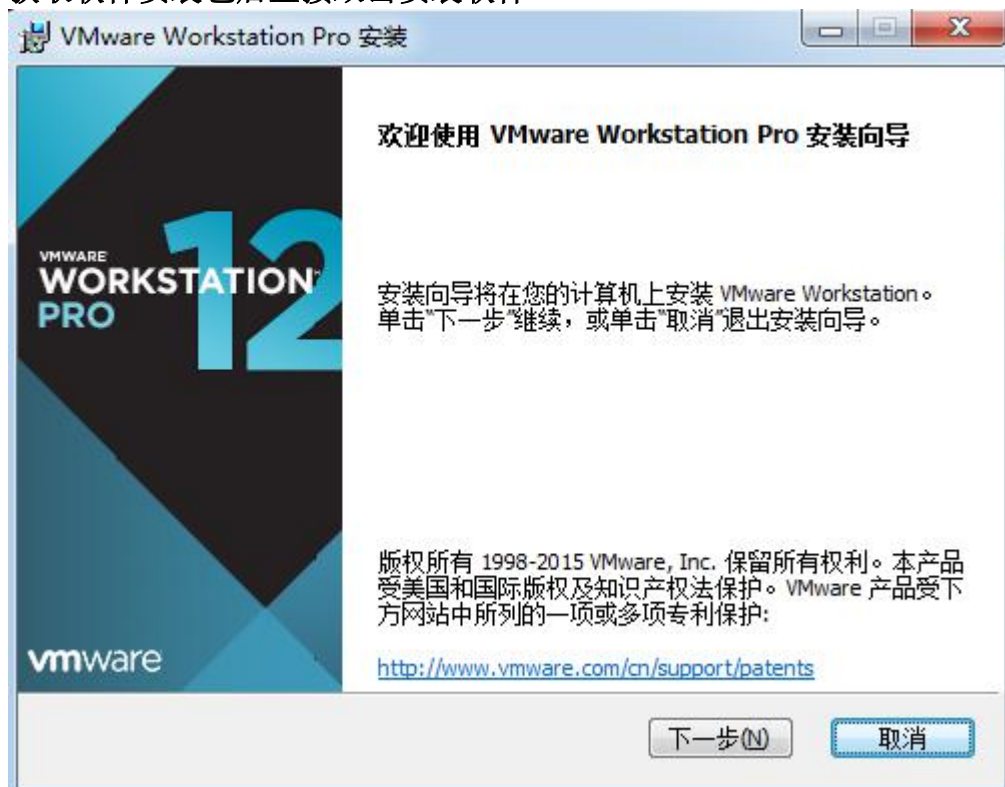 VMware Workstation Pro 安装
欢迎使用 VMware Workstation Pro 安装向导
12
VMWARE
WORKSTATION™
PRO
安装向导将在您的计算机上安装 VMware Workstation。
单击“下一步”继续，或单击“取消”退出安装向导。
版权所有 1998-2015 VMware, Inc. 保留所有权利。本产品
受美国和国际版权及知识产权法保护。VMware 产品受下
方网站中所列的一项或多项专利保护:
http://www.vmware.com/cn/support/patents
vmware
下一步(N)
取消